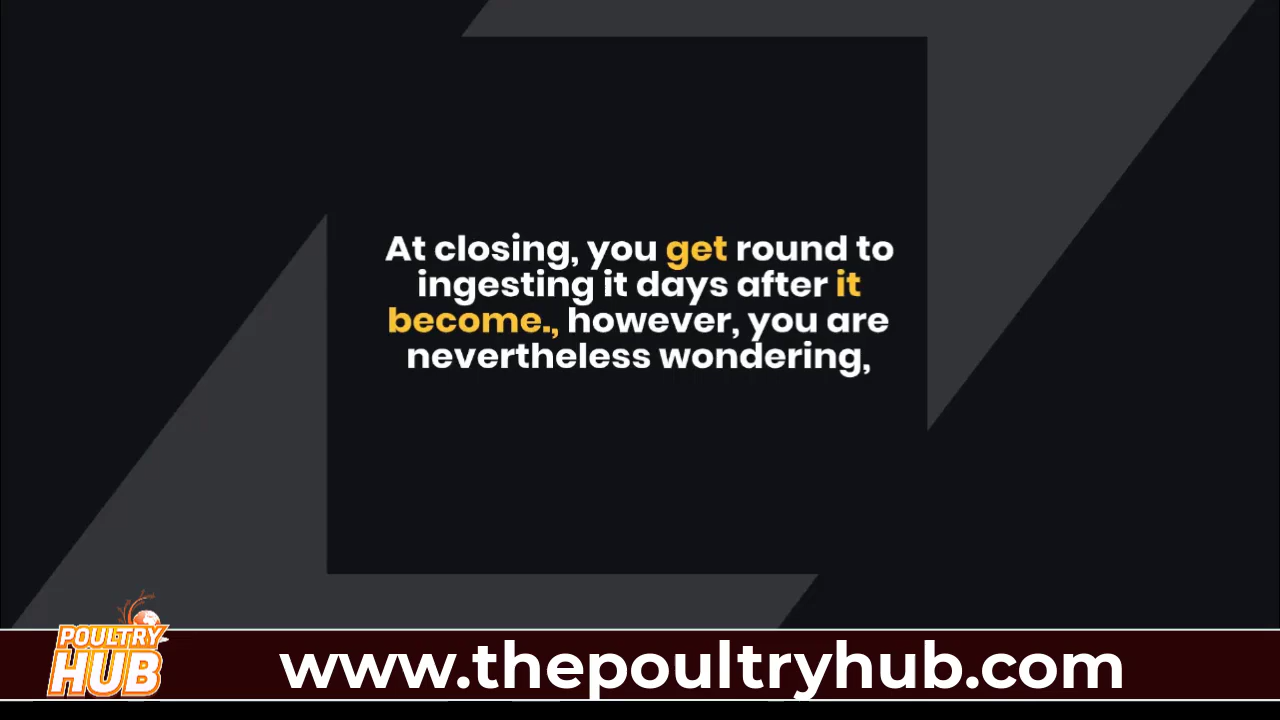 At closing, you get round to
ingesting it days after it
become., however, you are
nevertheless wondering,
POULTRY
HUB
www.thepoultryhub.com